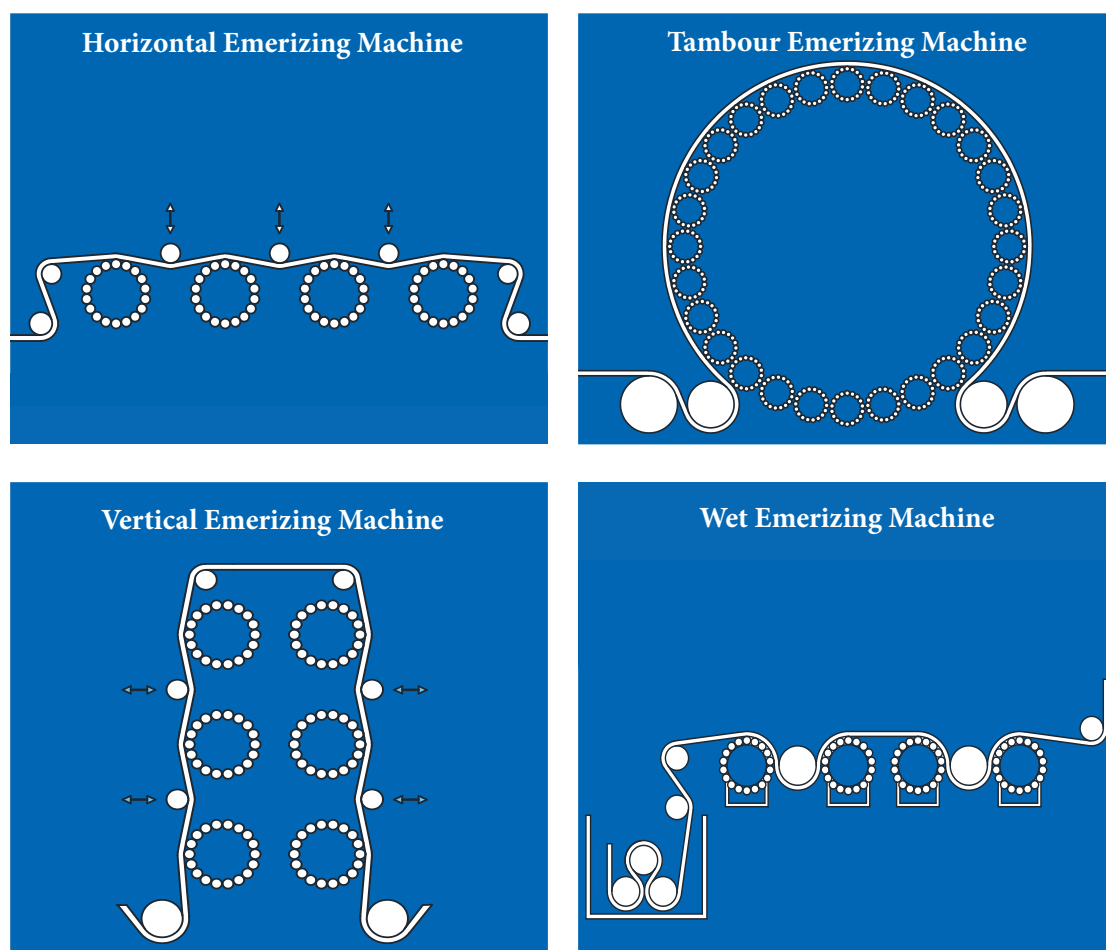 Horizontal Emerizing Machine
Tambour Emerizing Machine
Vertical Emerizing Machine
Wet Emerizing Machine